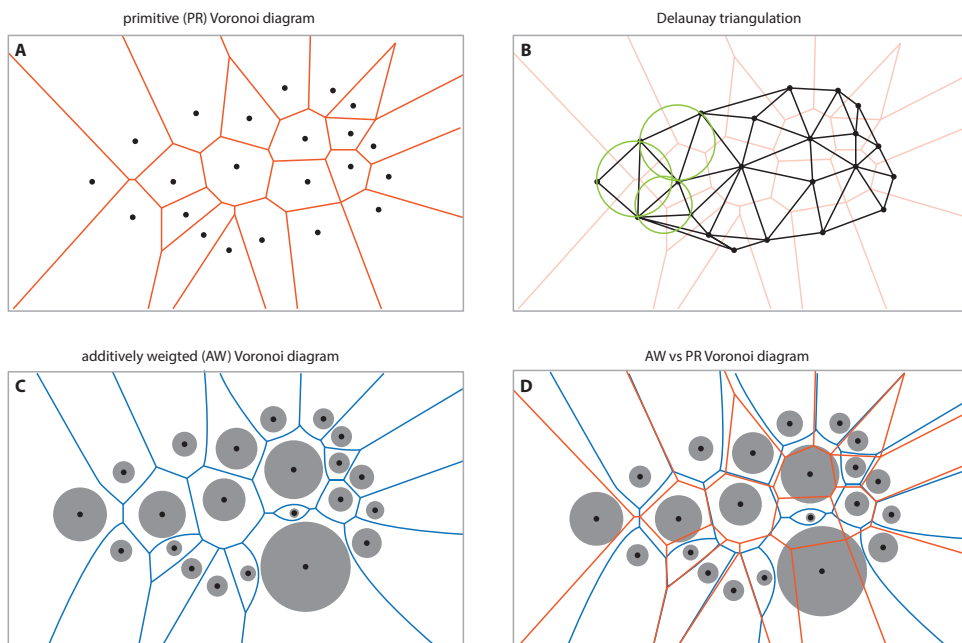 primitive (PR) Voronoi diagram
Delaunay triangulation
A
B
additively weigted (AW) Voronoi diagram
AW vs PR Voronoi diagram
C
D